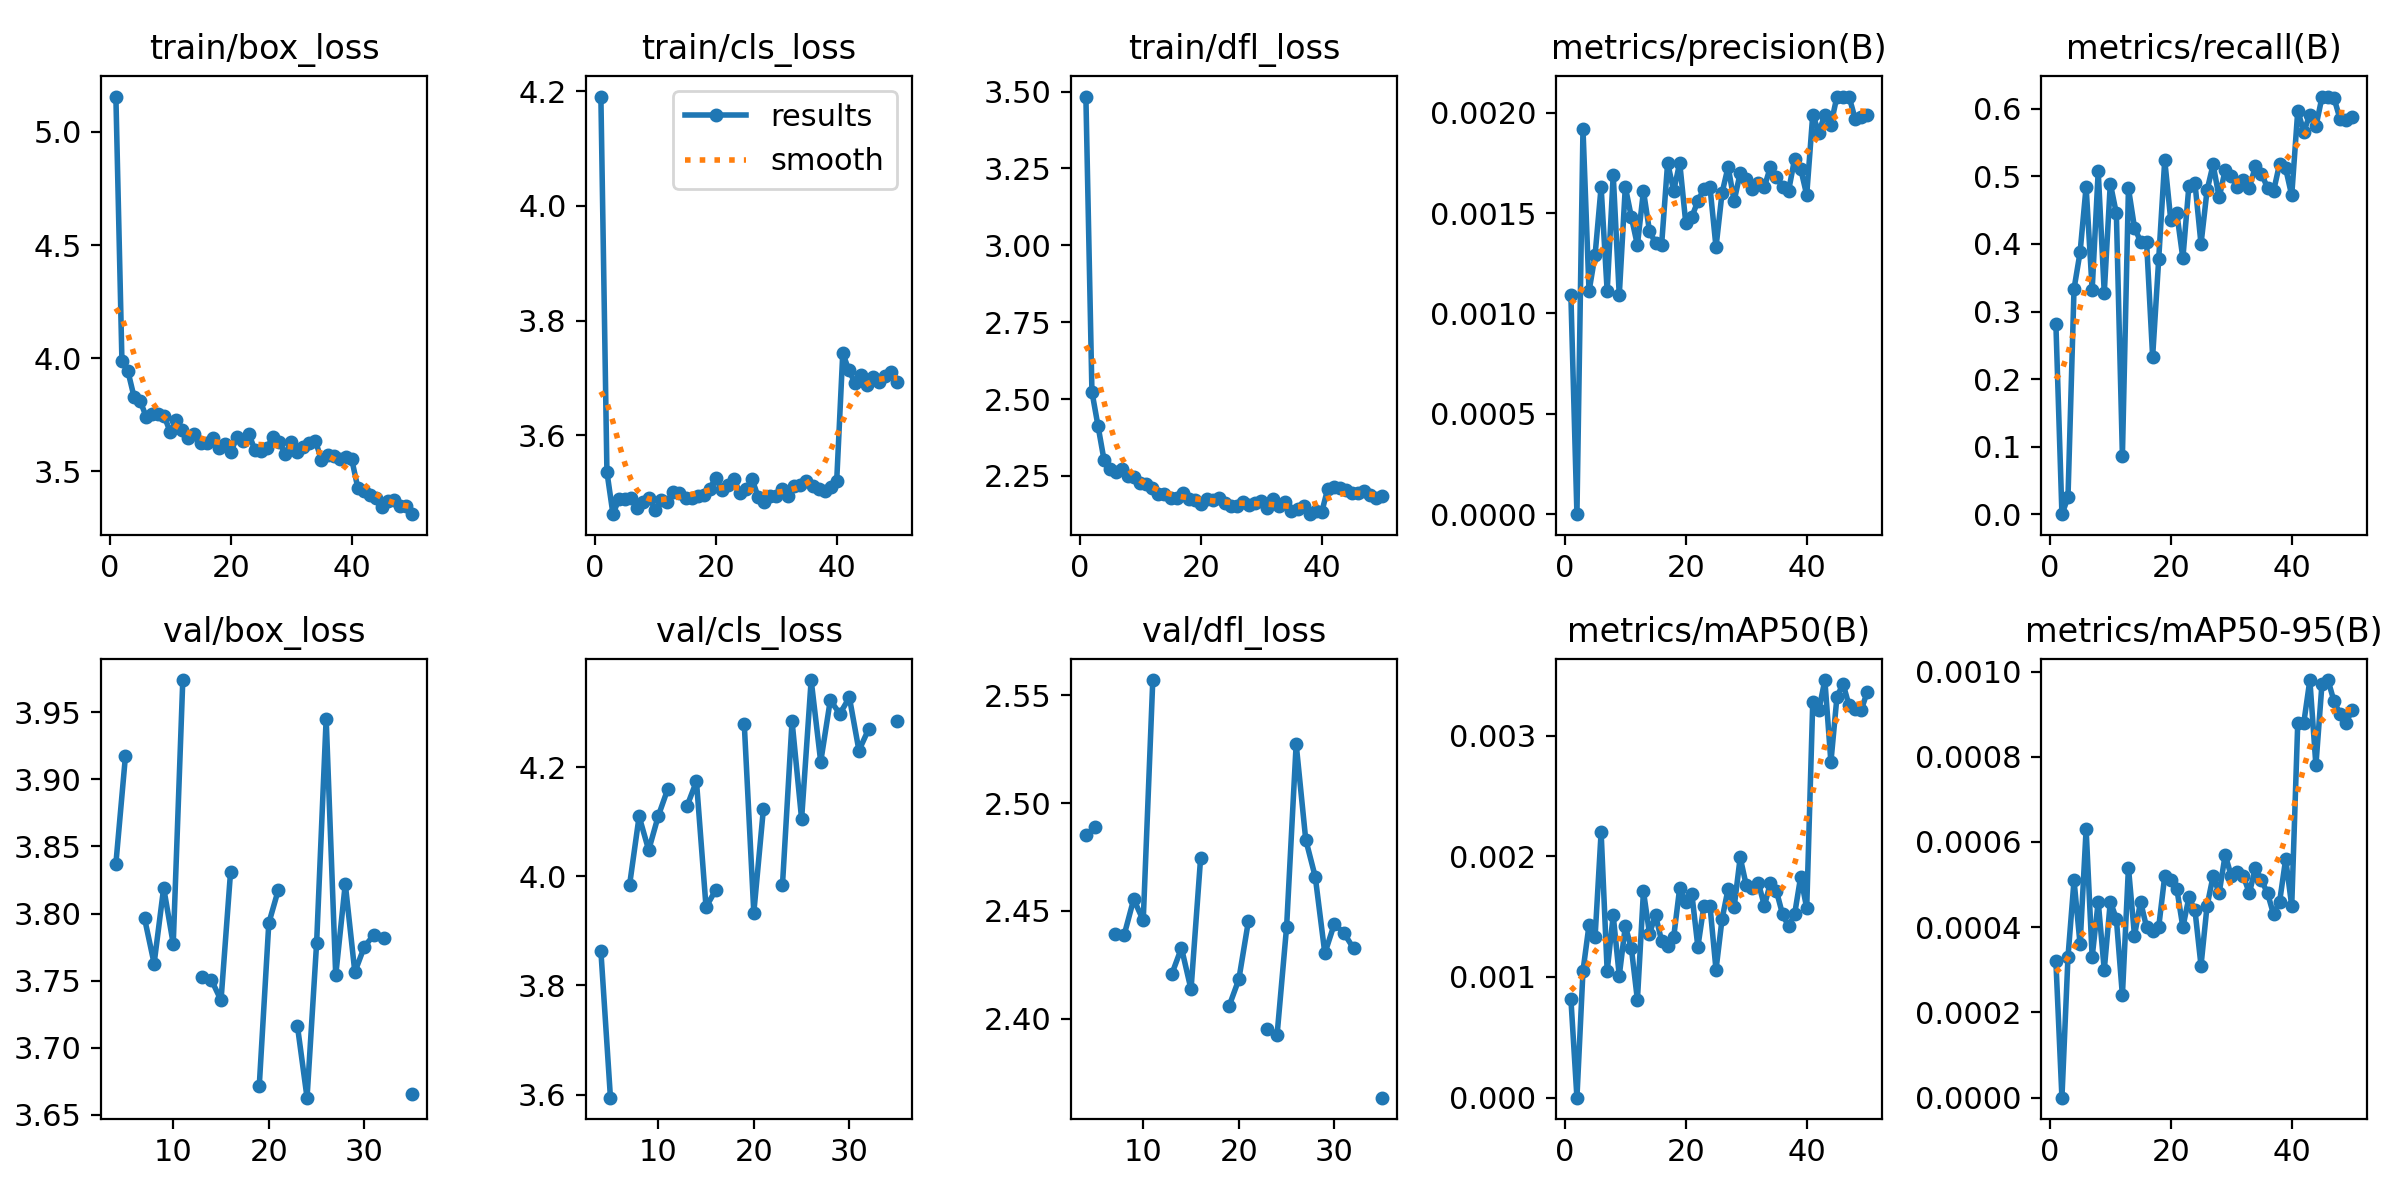 train/box_loss
5.0
4.5
4.0
3.5
0 20 40
train/cls_loss
results
smooth
4.2
4.0
3.8
3.6
0 20 40
train/dfl_loss
3.50
3.25
3.00
2.75
2.50
2.25
0 20 40
metrics/precision(B)
0.0020
0.0015
0.0010
0.0005
0.0000
0 20 40
metrics/recall(B)
0.6
0.5
0.4
0.3
0.2
0.1
0.0
0 20 40
val/box_loss
3.95
3.90
3.85
3.80
3.75
3.70
3.65
10 20 30
val/cls_loss
4.2
4.0
3.8
3.6
10 20 30
val/dfl_loss
2.55
2.50
2.45
2.40
10 20 30
metrics/mAP50(B)
0.003
0.002
0.001
0.000
0 20 40
metrics/mAP50-95(B)
0.0010
0.0008
0.0006
0.0004
0.0002
0.0000
0 20 40